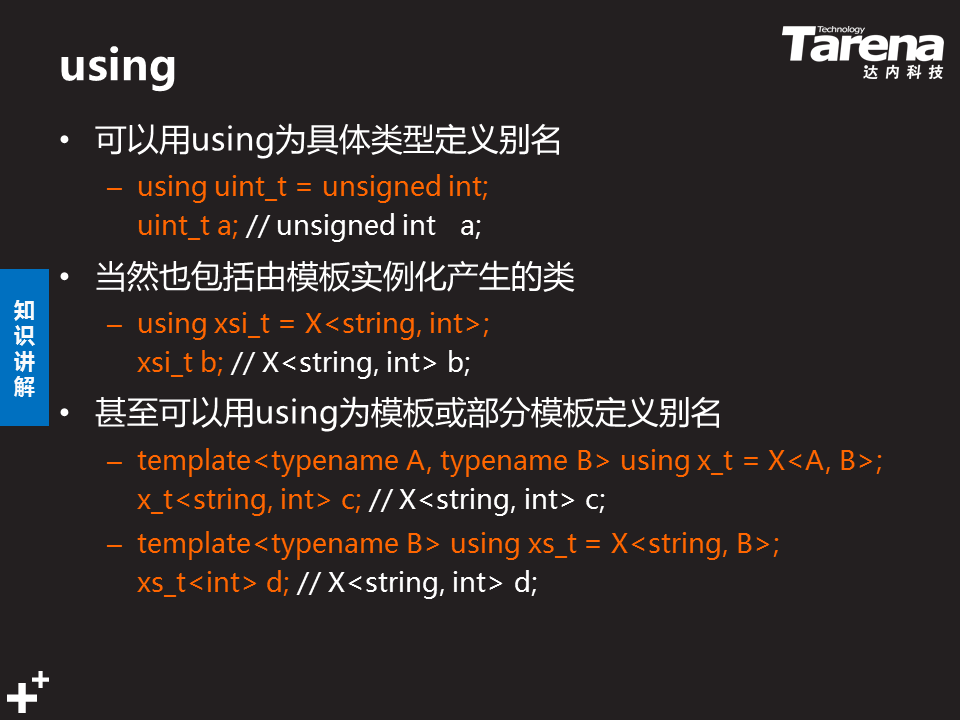 using
Technology
Tarena
达内科技
• 可以用using为具体类型定义别名
– using uint_t = unsigned int;
uint_t a; // unsigned int   a;
• 当然也包括由模板实例化产生的类
– using xsi_t = X<string, int>;
xsi_t b; // X<string, int> b;
• 甚至可以用using为模板或部分模板定义别名
– template<typename A, typename B> using x_t = X<A, B>;
x_t<string, int> c; // X<string, int> c;
– template<typename B> using xs_t = X<string, B>;
xs_t<int> d; // X<string, int> d;
知
识
讲
解
++